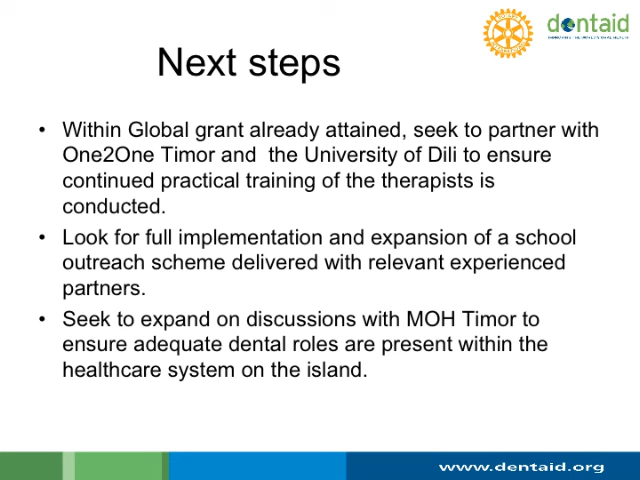 dentaid
Next steps
• Within Global grant already attained, seek to partner with
One2One Timor and  the University of Dili to ensure
continued practical training of the therapists is
conducted.
• Look for full implementation and expansion of a school
outreach scheme delivered with relevant experienced
partners.
• Seek to expand on discussions with MOH Timor to
ensure adequate dental roles are present within the
healthcare system on the island.
www.dentaid.org